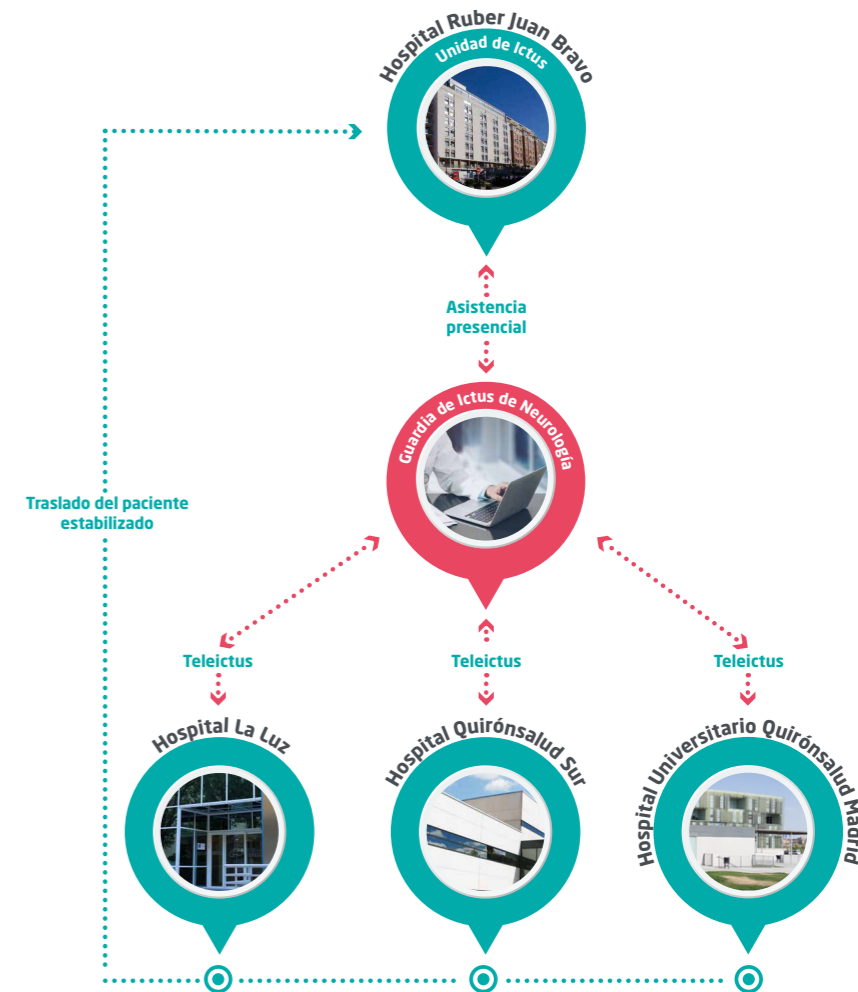 Hospital Ruber Juan Bravo
Unidad de Ictus
Asistencia
presencial
Guardia de Ictus de Neurología
Traslado del paciente
estabilizado
Teleictus
Teleictus
Teleictus
Hospital La Luz
Hospital Quirónsalud Sur
Hospital Universitario Quirónsalud Madrid